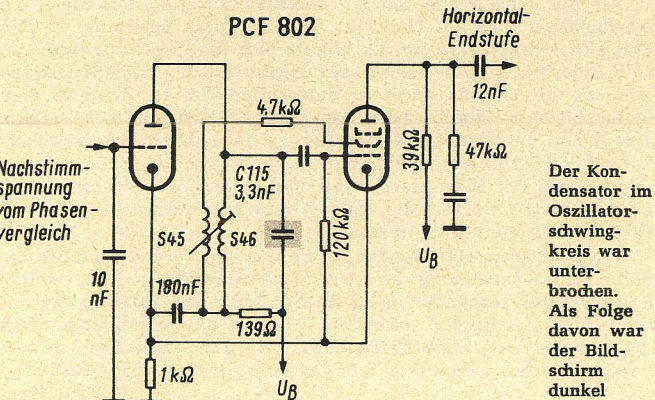 PCF 802
Horizontal-
Endstufe
12nF
4,7kΩ
39kΩ
47kΩ
Nachstimm-
spannung
vom Phasen-
vergleich
C115
3,3nF
S45
S46
120kΩ
U_B
10
nF
180nF
139Ω
1kΩ
U_B
Der Kon-
densator im
Oszillator-
schwing-
kreis war
unter-
brochen.
Als Folge
davon war
der Bild-
schirm
dunkel